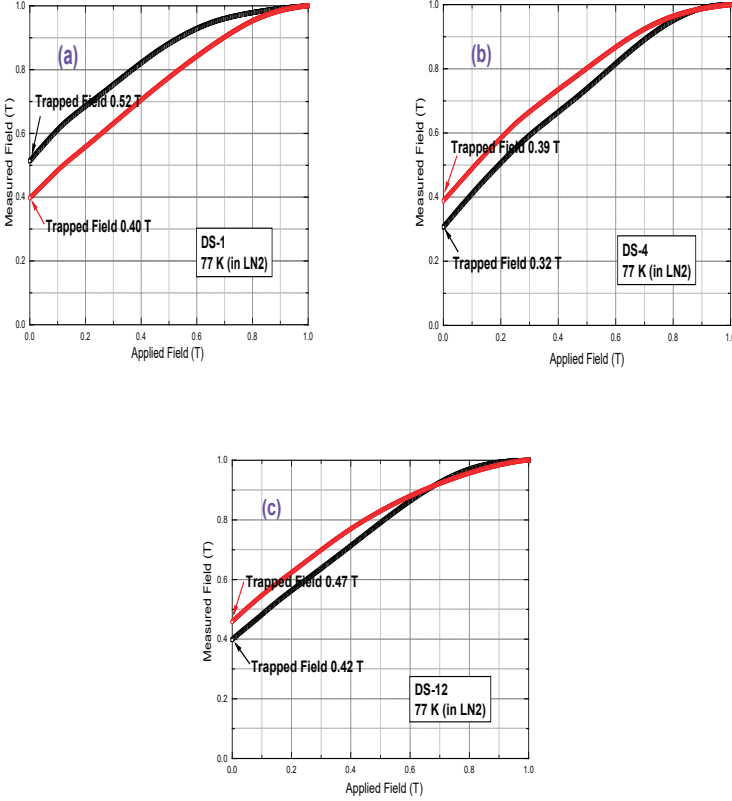 1.0
(a)
0.8
Trapped Field 0.52 T
0.6
Measured Field (T)
0.4
Trapped Field 0.40 T
DS-1
77 K (in LN2)
0.2
0.0
0.0 0.2 0.4 0.6 0.8 1.0
Applied Field (T)
1.0
(b)
0.8
0.6
Trapped Field 0.39 T
Measured Field (T)
0.4
Trapped Field 0.32 T
DS-4
77 K (in LN2)
0.2
0.0
0.0 0.2 0.4 0.6 0.8 1.0
Applied Field (T)
1.0
(c)
0.8
0.6
Trapped Field 0.47 T
Measured Field (T)
0.4
Trapped Field 0.42 T
DS-12
77 K (in LN2)
0.2
0.0
0.0 0.2 0.4 0.6 0.8 1.0
Applied Field (T)